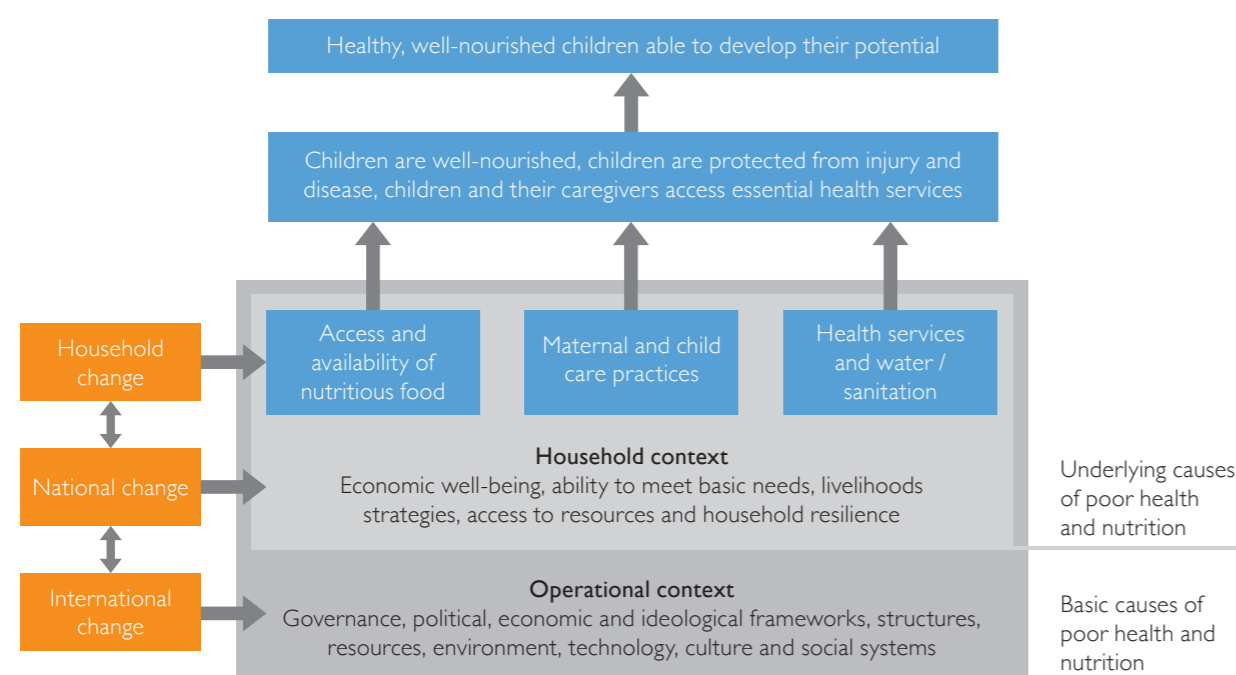 Healthy, well-nourished children able to develop their potential
Children are well-nourished, children are protected from injury and
disease, children and their caregivers access essential health services
Household
change
Access and
availability of
nutritious food
Maternal and child
care practices
Health services
and water /
sanitation
National change
Household context
Economic well-being, ability to meet basic needs, livelihoods
strategies, access to resources and household resilience
Underlying causes
of poor health
and nutrition
International
change
Operational context
Governance, political, economic and ideological frameworks, structures,
resources, environment, technology, culture and social systems
Basic causes of
poor health and
nutrition